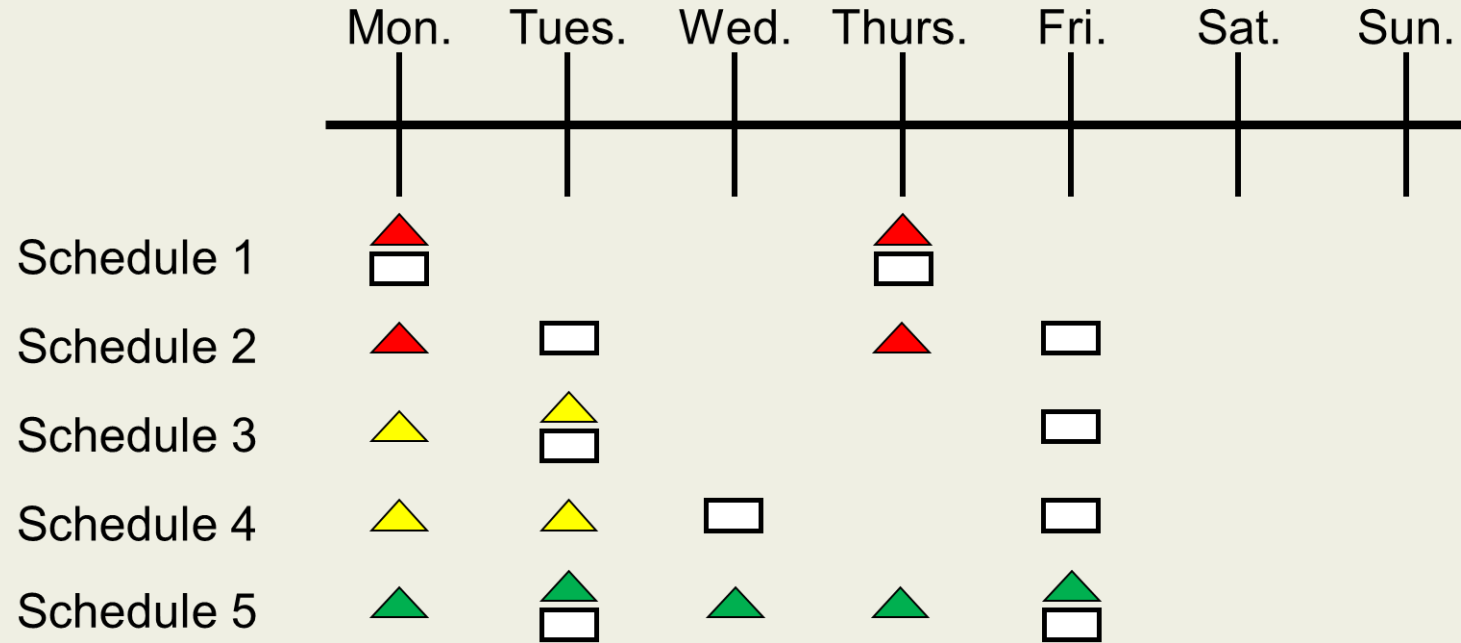 Mon. Tues. Wed. Thurs. Fri. Sat. Sun.
Schedule 1
Schedule 2
Schedule 3
Schedule 4
Schedule 5